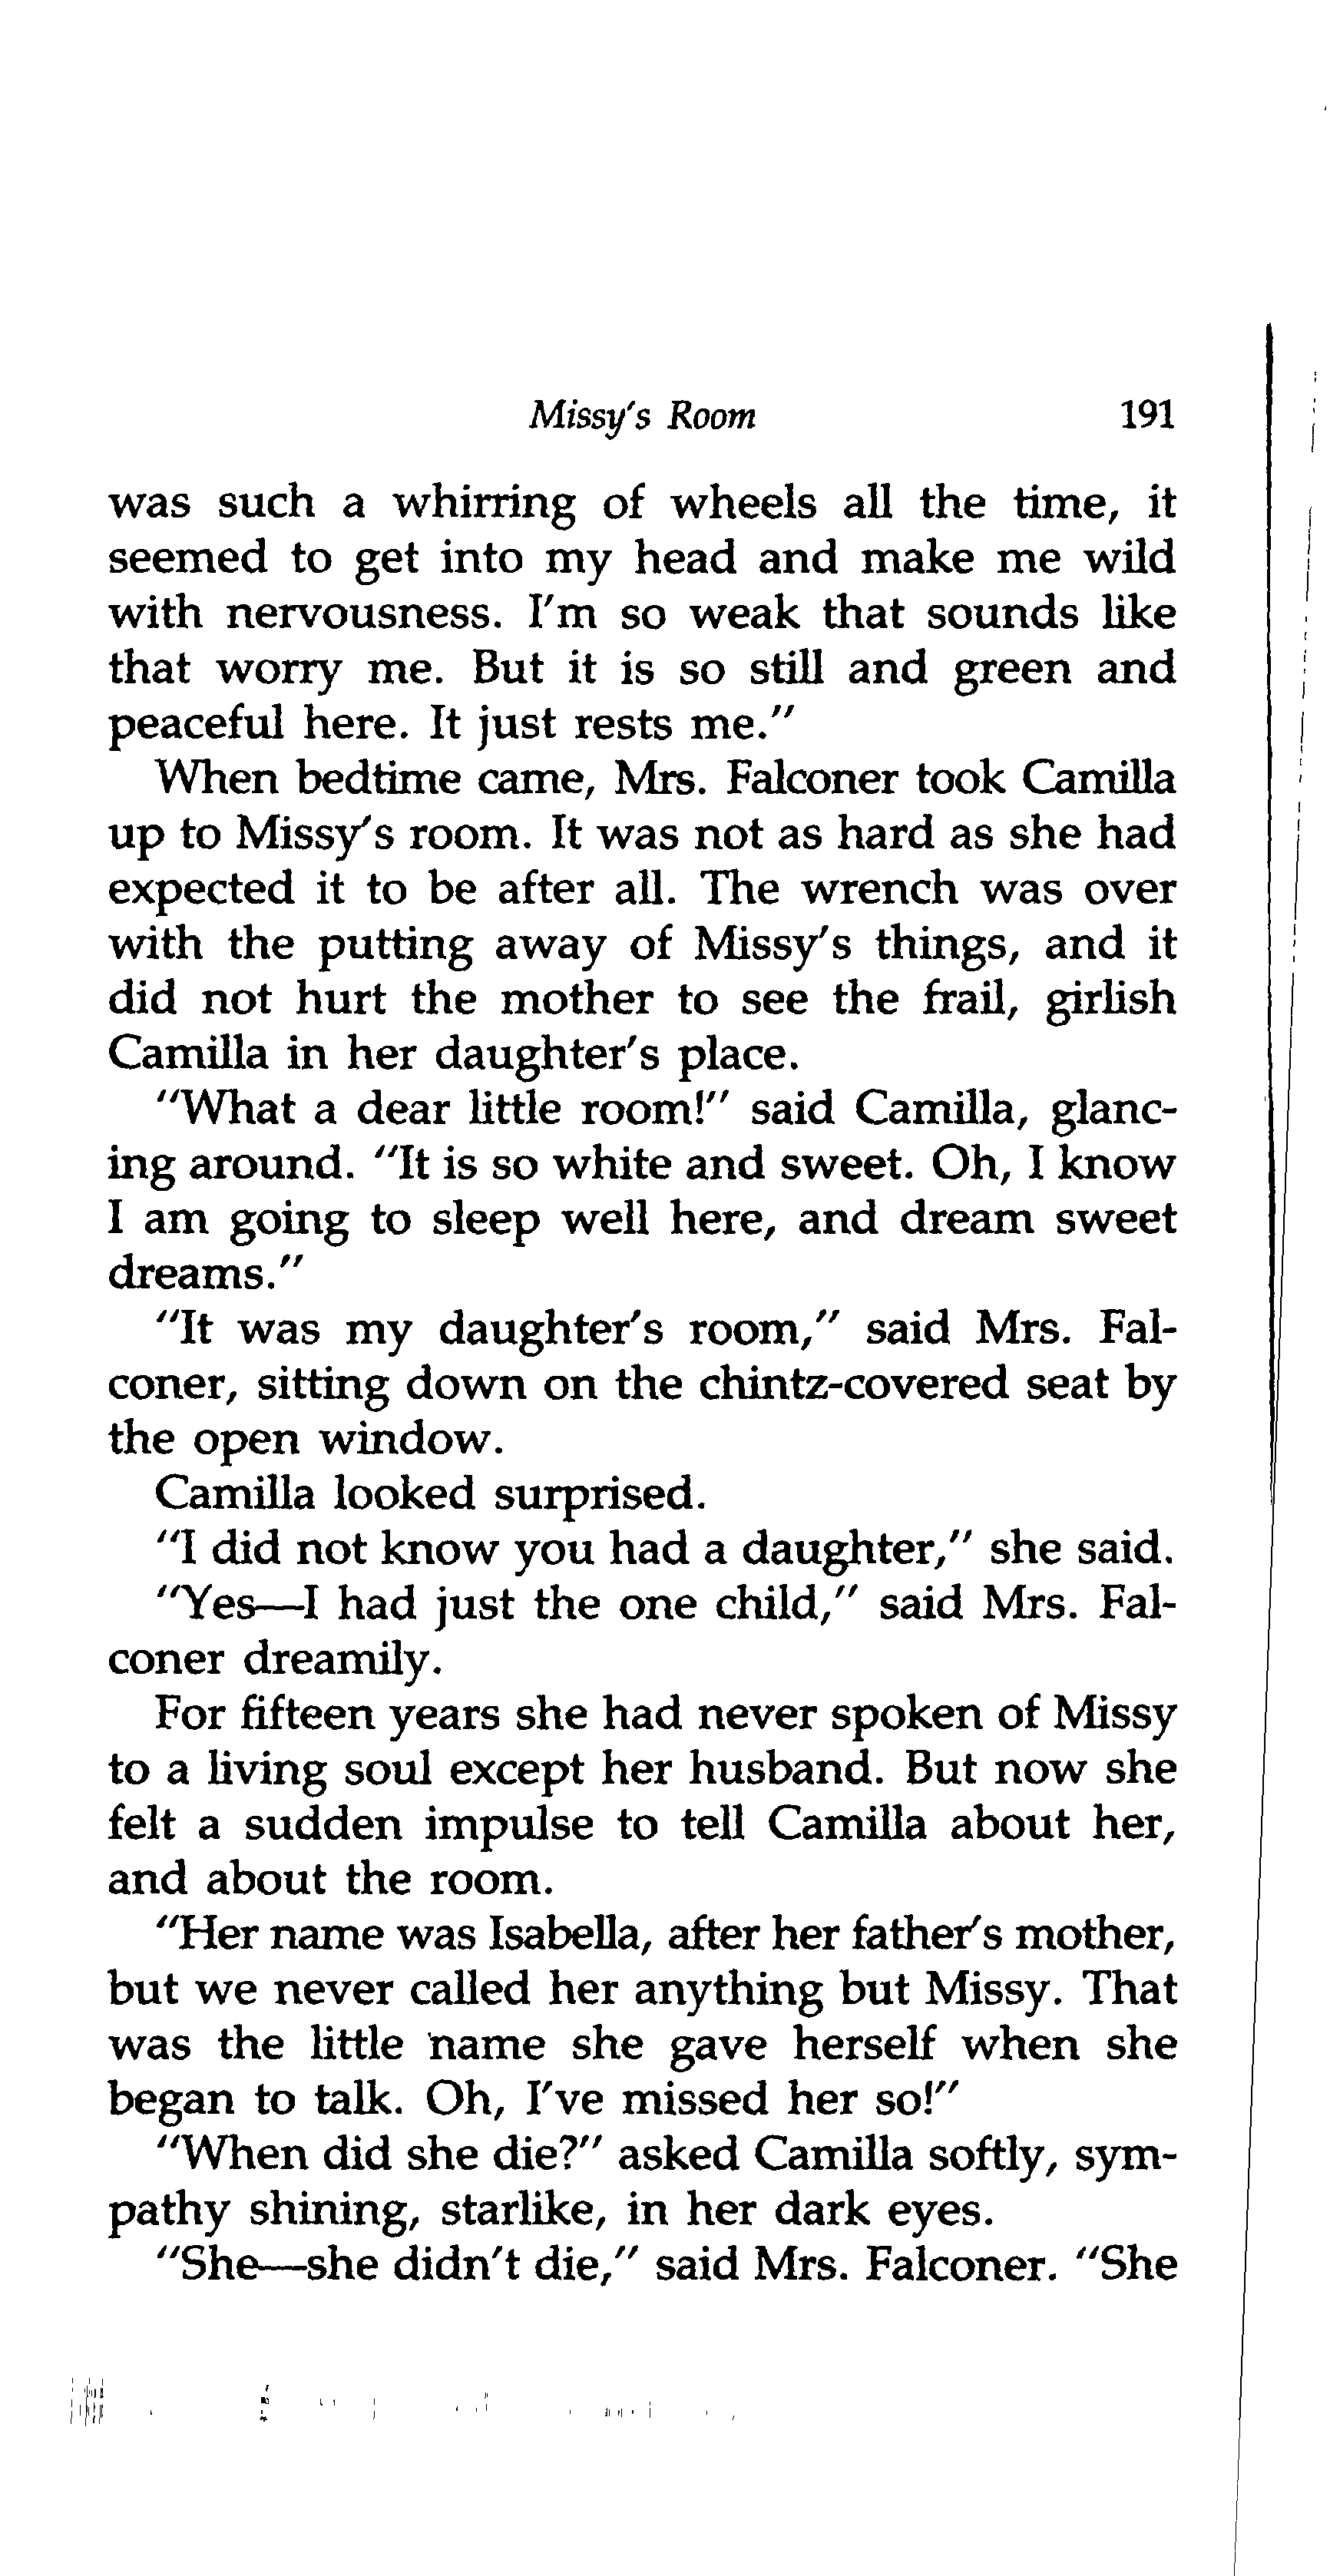 Missy's Room 191
was such a whirring of wheels all the time, it
seemed to get into my head and make me wild
with nervousness. I'm so weak that sounds like
that worry me. But it is so still and green and
peaceful here. It just rests me."
When bedtime came, Mrs. Falconer took Camilla
up to Missy's room. It was not as hard as she had
expected it to be after all. The wrench was over
with the putting away of Missy's things, and it
did not hurt the mother to see the frail, girlish
Camilla in her daughter's place.
"What a dear little room!" said Camilla, glanc-
ing around. "It is so white and sweet. Oh, I know
I am going to sleep well here, and dream sweet
dreams."
"It was my daughter's room," said Mrs. Fal-
coner, sitting down on the chintz-covered seat by
the open window.
Camilla looked surprised.
"I did not know you had a daughter," she said.
"Yes—I had just the one child," said Mrs. Fal-
coner dreamily.
For fifteen years she had never spoken of Missy
to a living soul except her husband. But now she
felt a sudden impulse to tell Camilla about her,
and about the room.
"Her name was Isabella, after her father's mother,
but we never called her anything but Missy. That
was the little name she gave herself when she
began to talk. Oh, I've missed her so!"
"When did she die?" asked Camilla softly, sym-
pathy shining, starlike, in her dark eyes.
"She—she didn't die," said Mrs. Falconer. "She